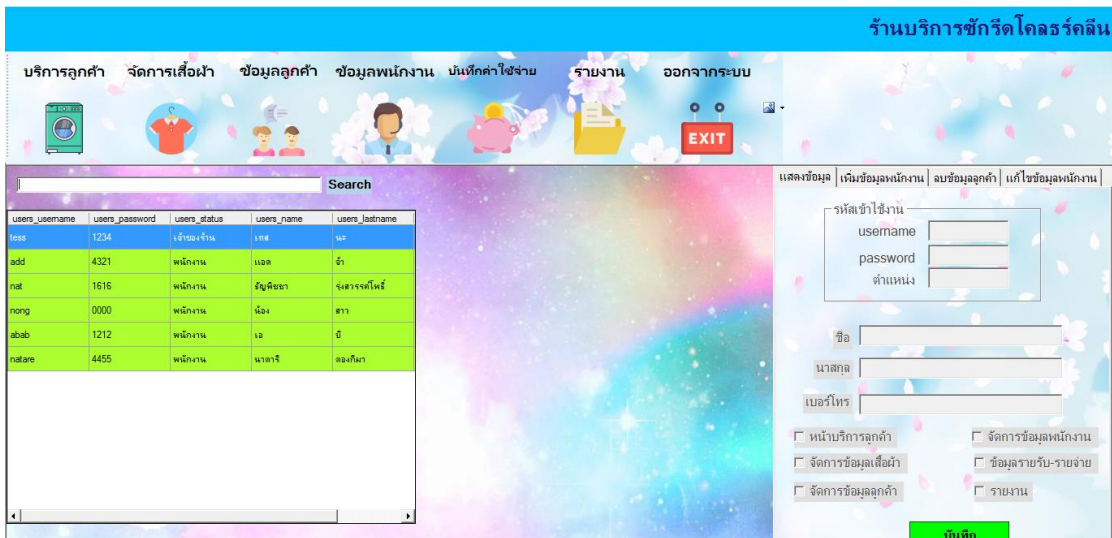 ร้านบริการซักรีดโคลธร์คลีน
บริการลูกค้า จัดการเสื้อผ้า ข้อมูลลูกค้า ข้อมูลพนักงาน บันทึกค่าใช้จ่าย รายงาน ออกจากระบบ
EXIT
Search
users_username users_password users_status users_name users_lastname
tess 1234 เจ้าของร้าน เทส นะ
add 4321 พนักงาน แอด จ้า
nat 1616 พนักงาน ธัญพิชชา รุ่งสวรรค์โพธิ์
nong 0000 พนักงาน น้อง สาว
abab 1212 พนักงาน เอ บี
natare 4455 พนักงาน นาตารี
แสดงข้อมูล เพิ่มข้อมูลพนักงาน ลบข้อมูลลูกค้า แก้ไขข้อมูลพนักงาน
รหัสเข้าใช้งาน
username
password
ตำแหน่ง
ชื่อ
นาสกุล
เบอร์โทร
หน้าบริการลูกค้า จัดการข้อมูลพนักงาน
จัดการข้อมูลเสื้อผ้า ข้อมูลรายรับ-รายจ่าย
จัดการข้อมูลลูกค้า รายงาน
บันทึก